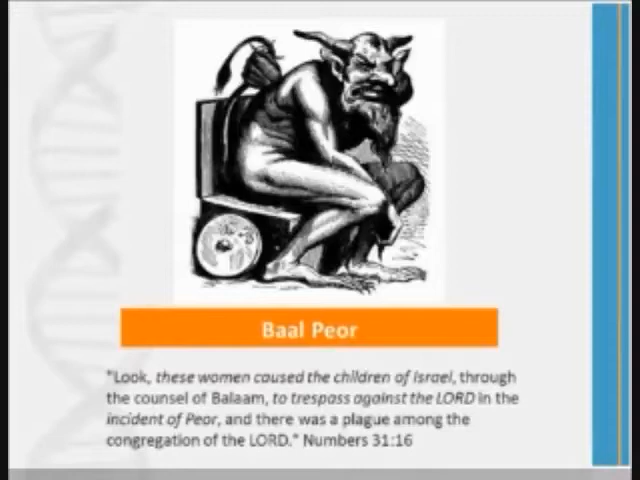 Baal Peor
"Look, these women caused the children of Israel, through
the counsel of Balaam, to trespass against the LORD in the
incident of Peor, and there was a plague among the
congregation of the LORD." Numbers 31:16